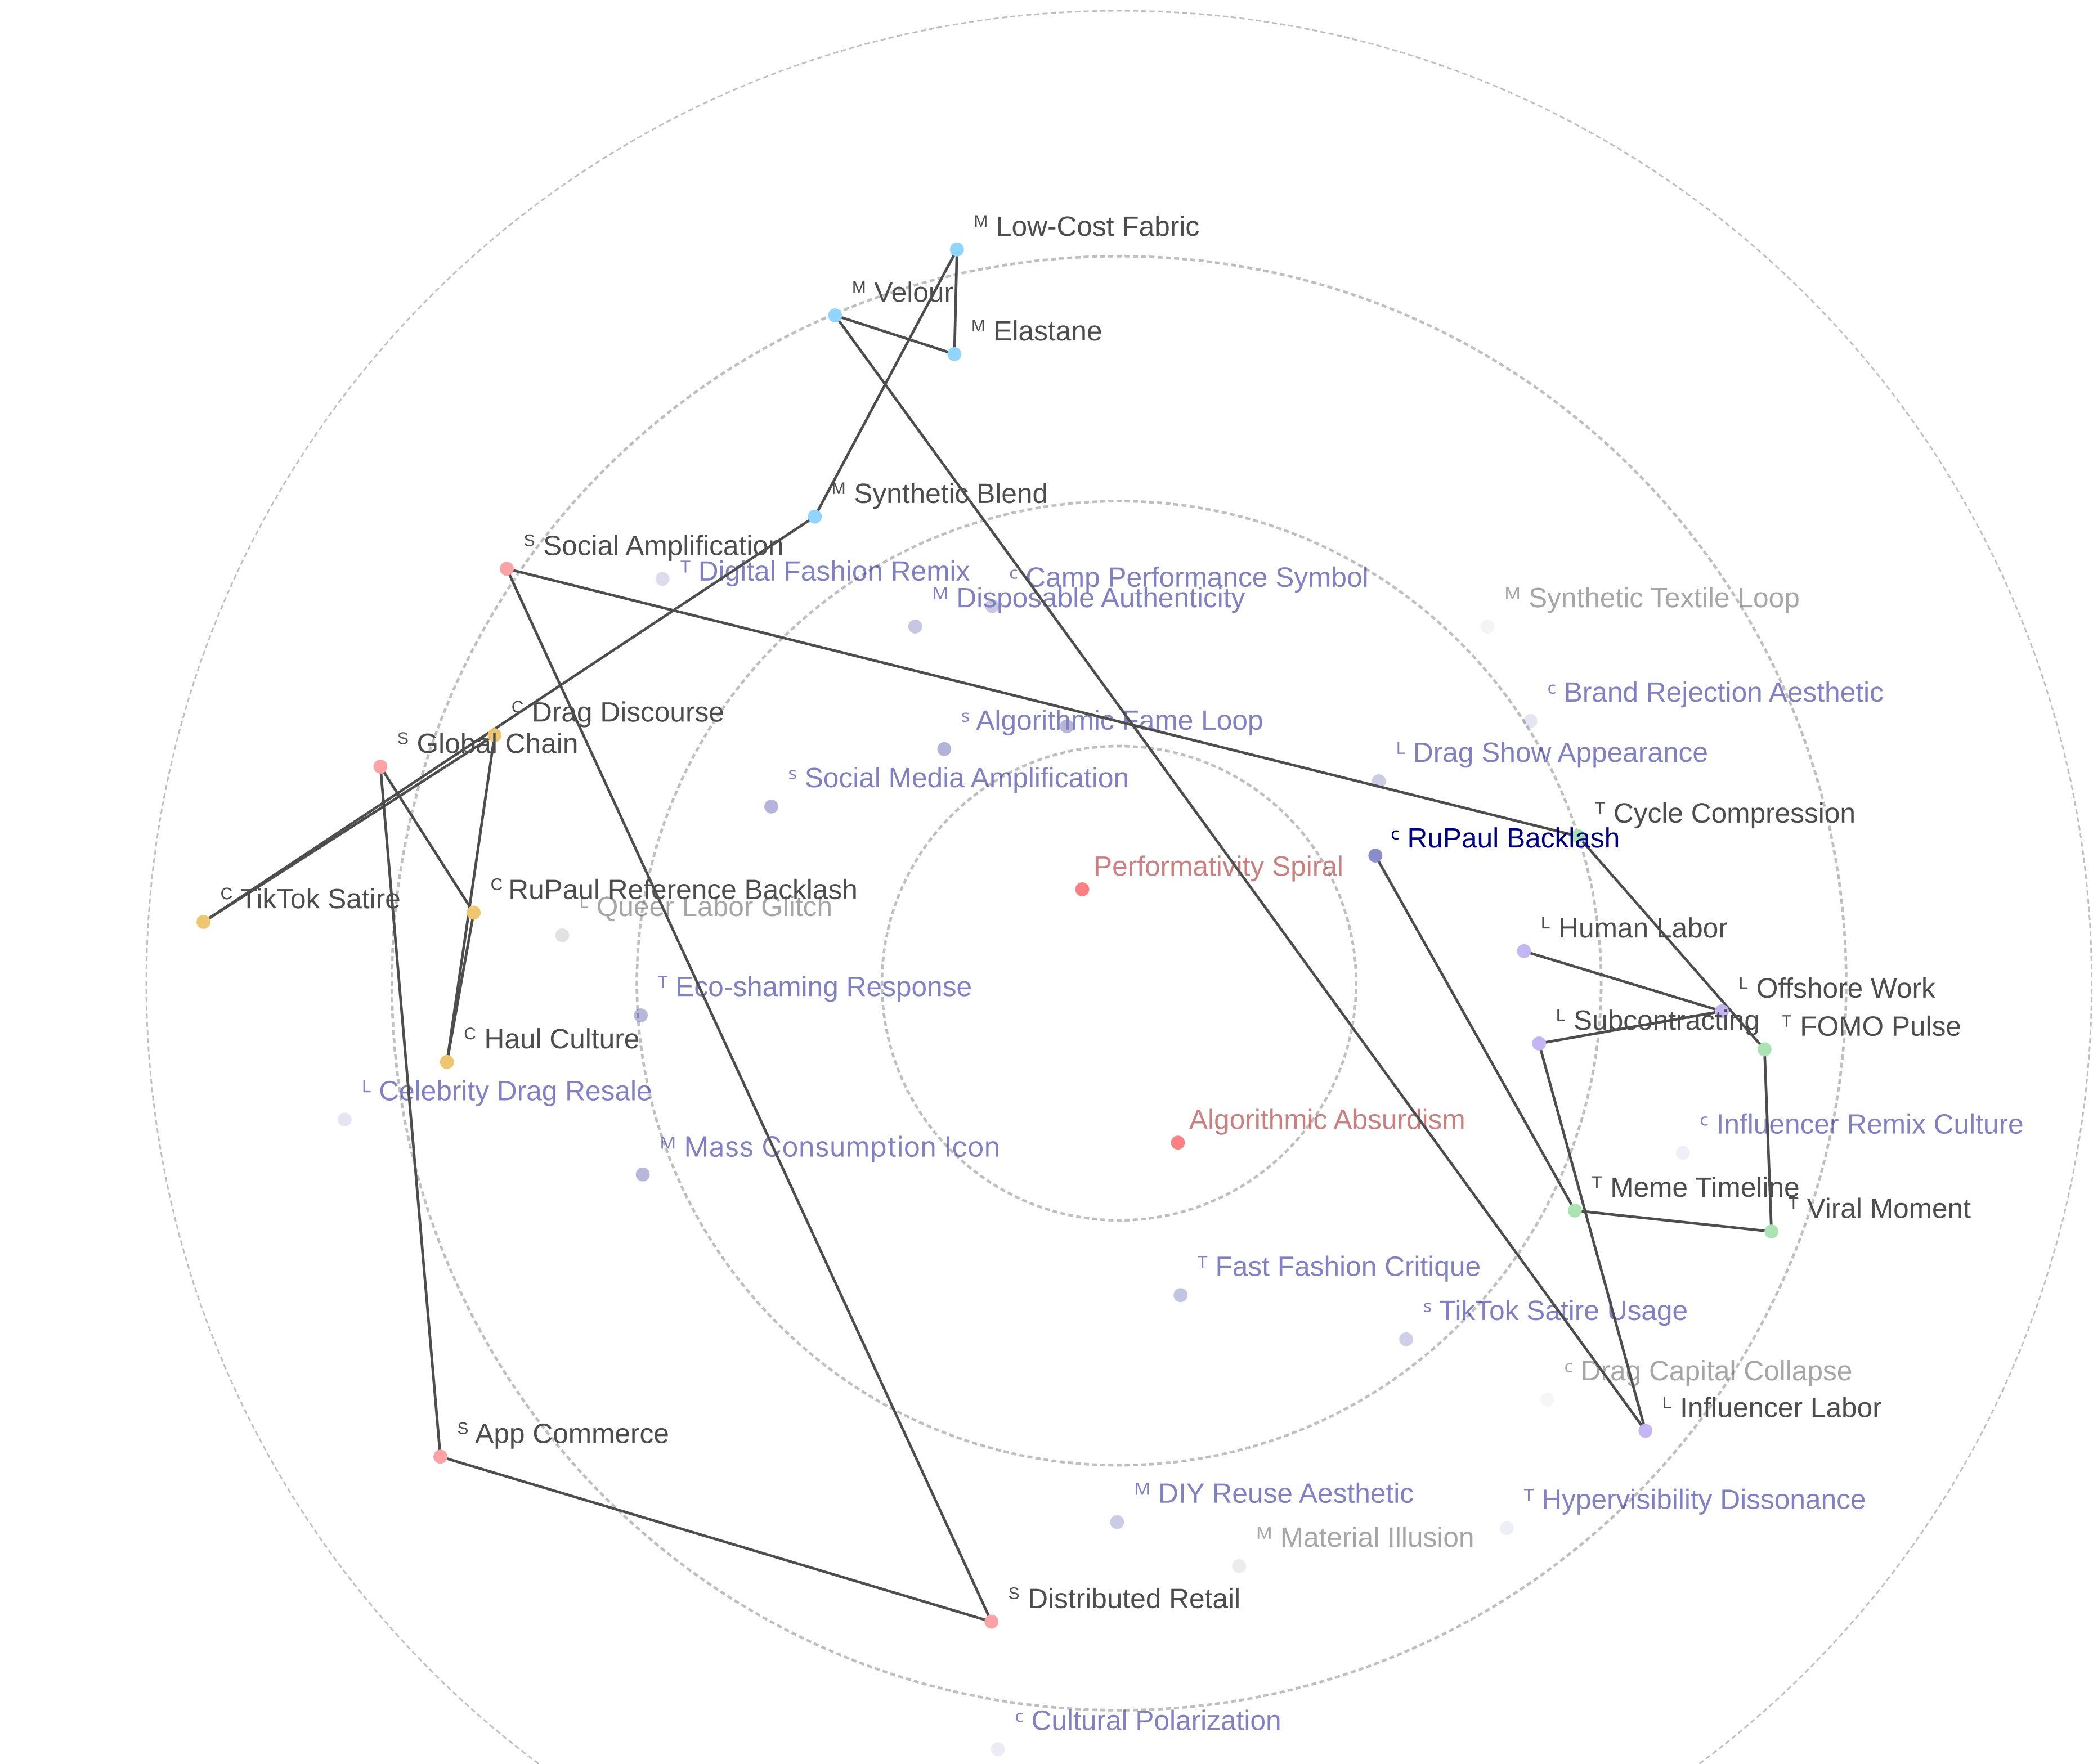 M Low-Cost Fabric
M Velour
M Elastane
M Synthetic Blend
S Social Amplification
T Digital Fashion Remix
c Camp Performance Symbol
M Disposable Authenticity
M Synthetic Textile Loop
c Brand Rejection Aesthetic
C Drag Discourse
s Algorithmic Fame Loop
S Global Chain
L Drag Show Appearance
s Social Media Amplification
T Cycle Compression
c RuPaul Backlash
Performativity Spiral
C RuPaul Reference Backlash
C TikTok Satire
L Queer Labor Glitch
L Human Labor
T Eco-shaming Response
L Offshore Work
L Subcontracting
T FOMO Pulse
C Haul Culture
L Celebrity Drag Resale
Algorithmic Absurdism
c Influencer Remix Culture
M Mass Consumption Icon
T Meme Timeline
T Viral Moment
T Fast Fashion Critique
s TikTok Satire Usage
c Drag Capital Collapse
L Influencer Labor
S App Commerce
M DIY Reuse Aesthetic
T Hypervisibility Dissonance
M Material Illusion
S Distributed Retail
c Cultural Polarization